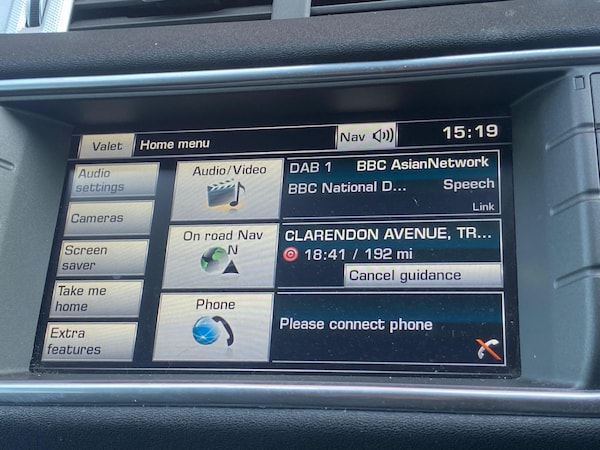 Valet Home menu Nav 15:19
Audio settings
Cameras
Screen saver
Take me home
Extra features
Audio/Video
DAB 1 BBC AsianNetwork
BBC National D... Speech
Link
On road Nav
N
CLARENDON AVENUE, TR...
18:41 / 192 mi
Cancel guidance
Phone
Please connect phone